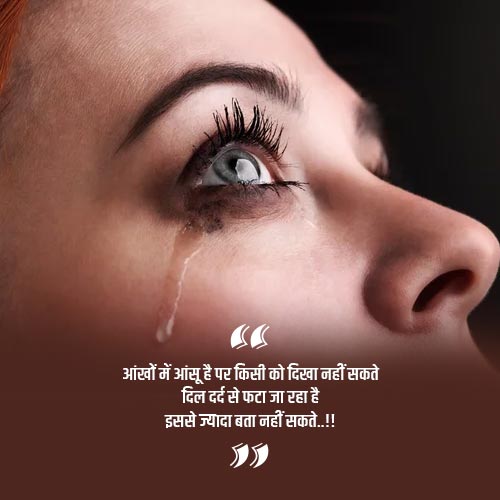 आंखों में आंसू है पर किसी को दिखा नहीं सकते
दिल दर्द से फटा जा रहा है
इससे ज्यादा बता नहीं सकते..!!